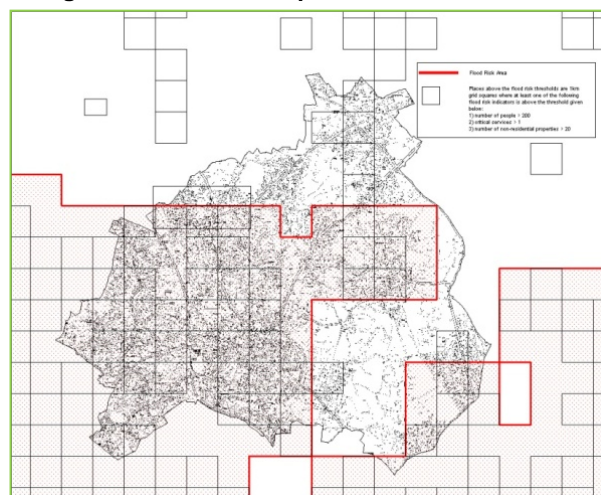 Flood Risk Area
Places above the flood risk thresholds are 1km
grid squares where at least one of the following
flood risk indicators is above the threshold given
below:
1) number of people > 200
2) critical services > 1
3) number of non-residential properties > 20